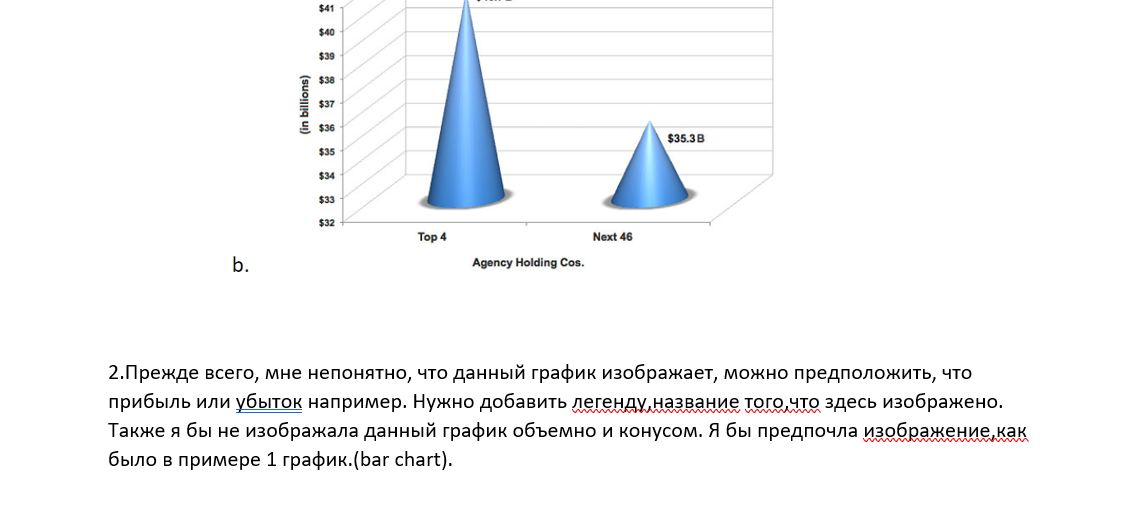 $41
$40
$39
$38
(in billions)
$37
$36
$35.3B
$35
$34
$33
$32
Top 4 Next 46
Agency Holding Cos.
b.
2.Прежде всего, мне непонятно, что данный график изображает, можно предположить, что
прибыль или убыток например. Нужно добавить легенду,название того,что здесь изображено.
Также я бы не изображала данный график объемно и конусом. Я бы предпочла изображение,как
было в примере 1 график.(bar chart).